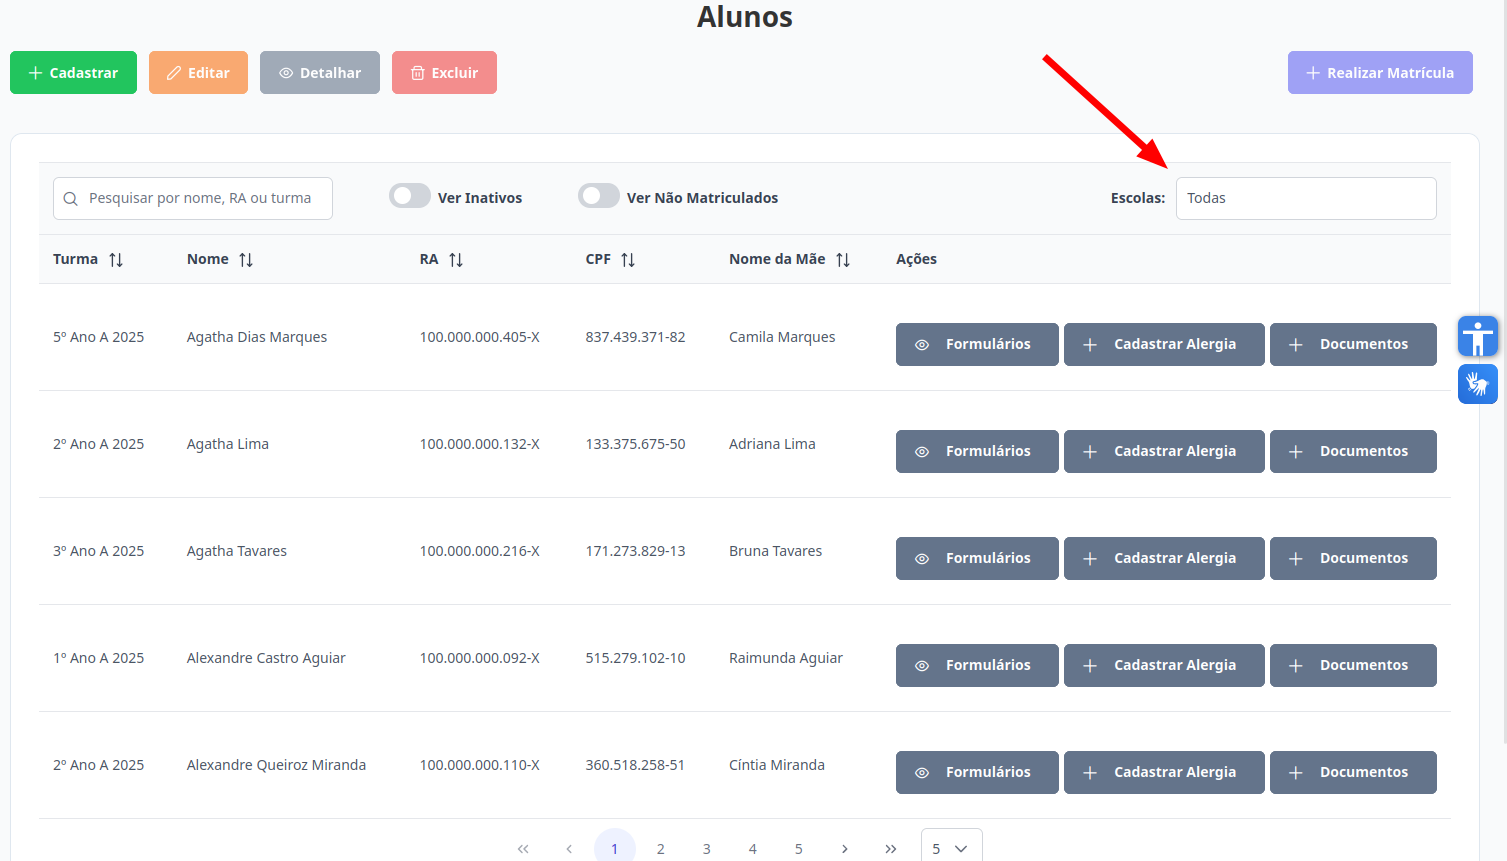 Alunos
Cadastrar Editar Detalhar Excluir Realizar Matrícula
Pesquisar por nome, RA ou turma Ver Inativos Ver Não Matriculados Escolas: Todas
Turma Nome RA CPF Nome da Mãe Ações
5º Ano A 2025 Agatha Dias Marques 100.000.000.405-X 837.439.371-82 Camila Marques Formulários Cadastrar Alergia Documentos
2º Ano A 2025 Agatha Lima 100.000.000.132-X 133.375.675-50 Adriana Lima Formulários Cadastrar Alergia Documentos
3º Ano A 2025 Agatha Tavares 100.000.000.216-X 171.273.829-13 Bruna Tavares Formulários Cadastrar Alergia Documentos
1º Ano A 2025 Alexandre Castro Aguiar 100.000.000.092-X 515.279.102-10 Raimunda Aguiar Formulários Cadastrar Alergia Documentos
2º Ano A 2025 Alexandre Queiroz Miranda 100.000.000.110-X 360.518.258-51 Cíntia Miranda Formulários Cadastrar Alergia Documentos
1 2 3 4 5 5